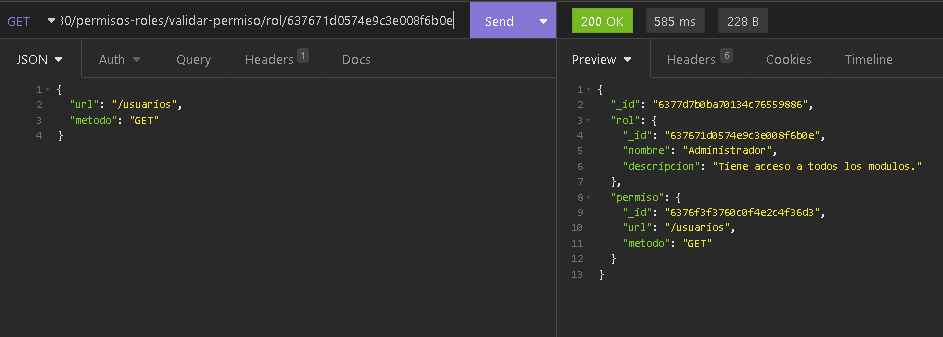 GET 30/permisos-roles/validar-permiso/rol/637671d0574e9c3e008f6b0e Send 200 OK 585 ms 228 B
JSON Auth Query Headers 1 Docs Preview Headers 6 Cookies Timeline
1 {
2 "url": "/usuarios",
3 "metodo": "GET"
4 }
1 {
2 "_id": "6377d7b0ba70134c76559886",
3 "rol": {
4 "_id": "637671d0574e9c3e008f6b0e",
5 "nombre": "Administrador",
6 "descripcion": "Tiene acceso a todos los modulos."
7 },
8 "permiso": {
9 "_id": "6376f3f3760c0f4e2c4f36d3",
10 "url": "/usuarios",
11 "metodo": "GET"
12 }
13 }